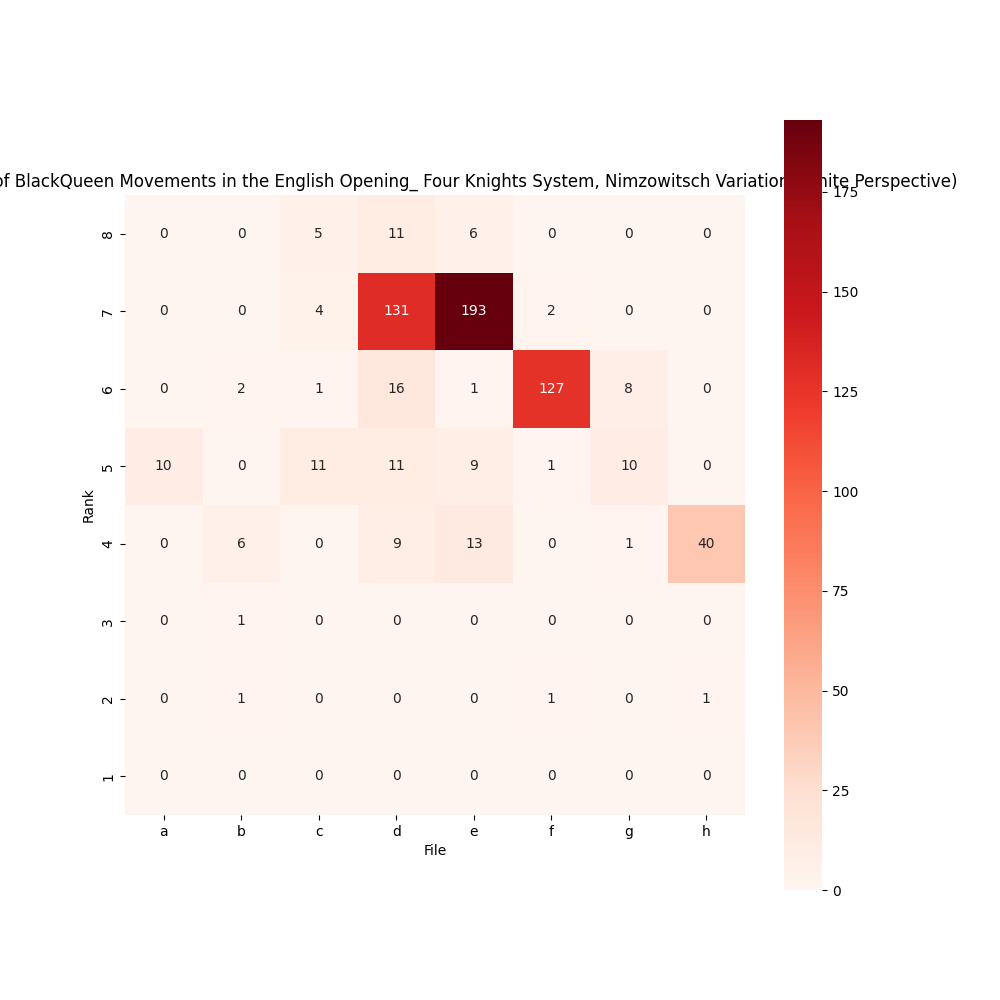 of BlackQueen Movements in the English Opening_ Four Knights System, Nimzowitsch Variation Perspective)
175
8 0 0 5 11 6 0 0 0
150
7 0 0 4 131 193 2 0 0
125
6 0 2 1 16 1 127 8 0
100
5 10 0 11 11 9 1 10 0
Rank
4 0 6 0 9 13 0 1 40
75
3 0 1 0 0 0 0 0 0
50
2 0 1 0 0 0 1 0 1
25
1 0 0 0 0 0 0 0 0
a b c d e f g h
File
0